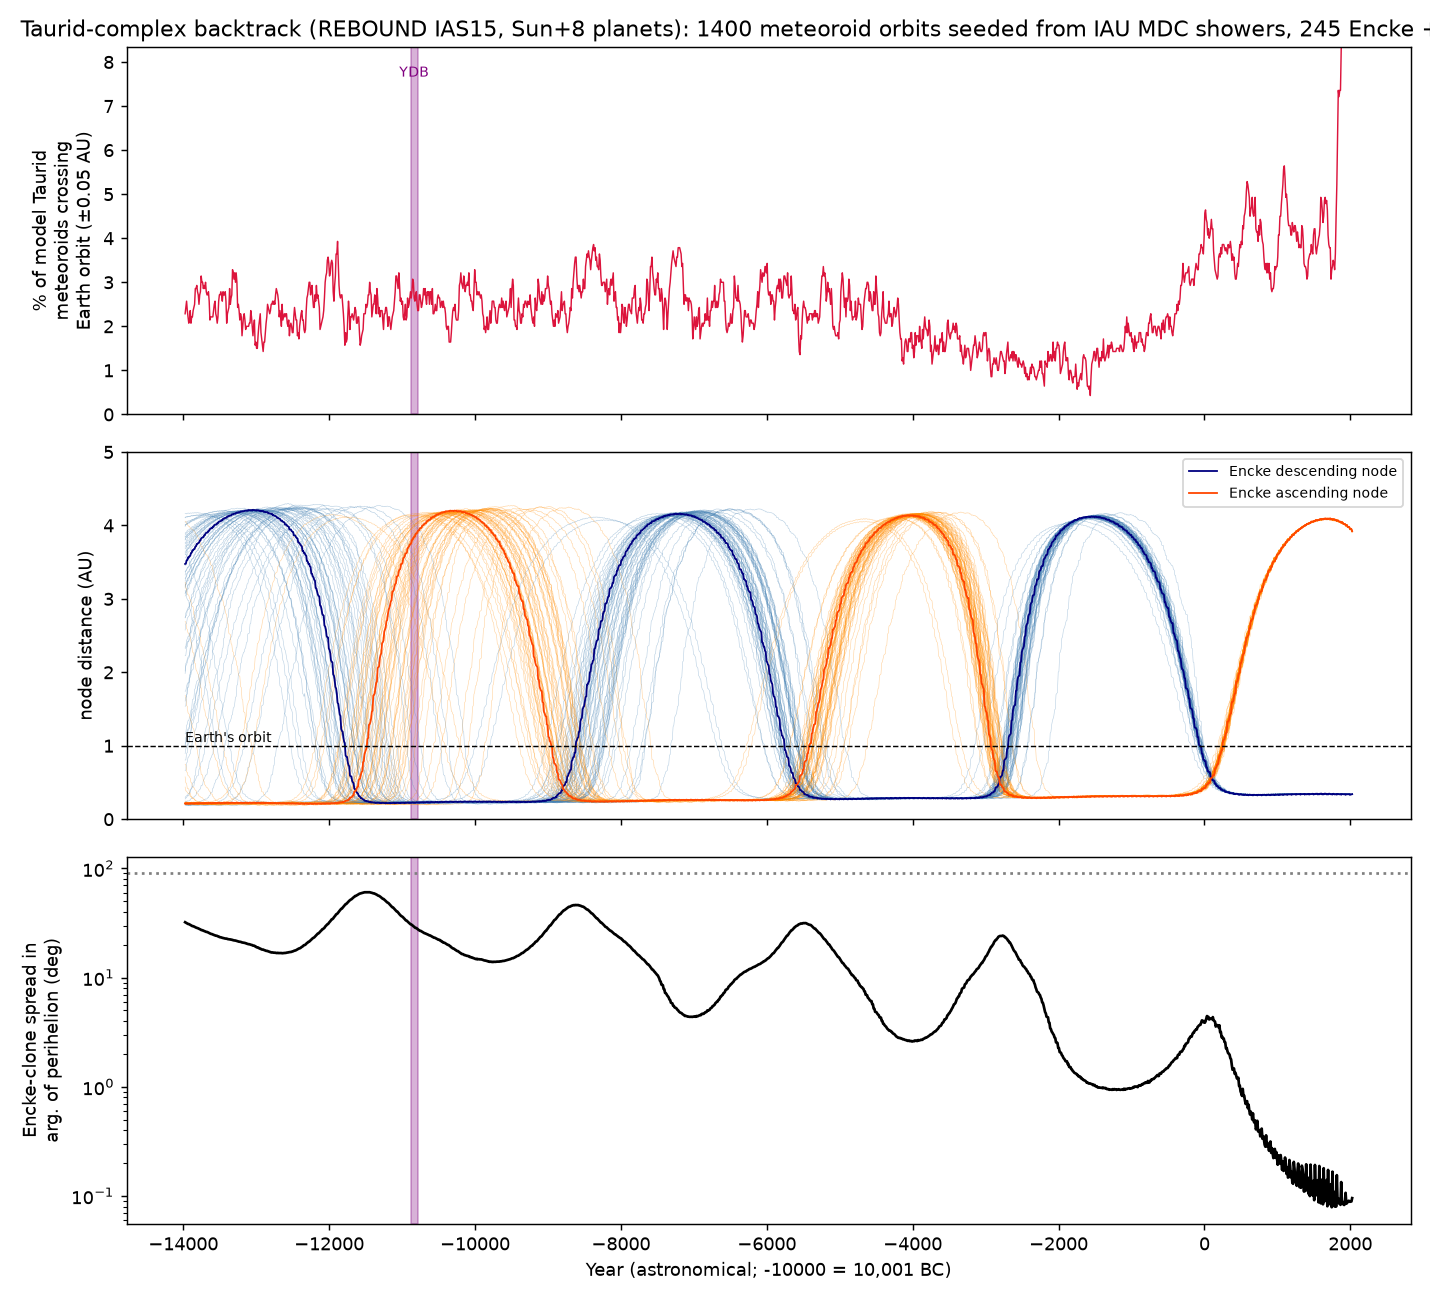 Taurid-complex backtrack (REBOUND IAS15, Sun+8 planets): 1400 meteoroid orbits seeded from IAU MDC showers, 245 Encke
% of model Taurid
meteoroids crossing
Earth orbit (±0.05 AU)
8
7
6
5
4
3
2
1
0
YDB
node distance (AU)
5
4
3
2
1
0
Earth's orbit
Encke descending node
Encke ascending node
Encke-clone spread in
arg. of perihelion (deg)
10²
10¹
10⁰
10⁻¹
−14000 −12000 −10000 −8000 −6000 −4000 −2000 0 2000
Year (astronomical; -10000 = 10,001 BC)